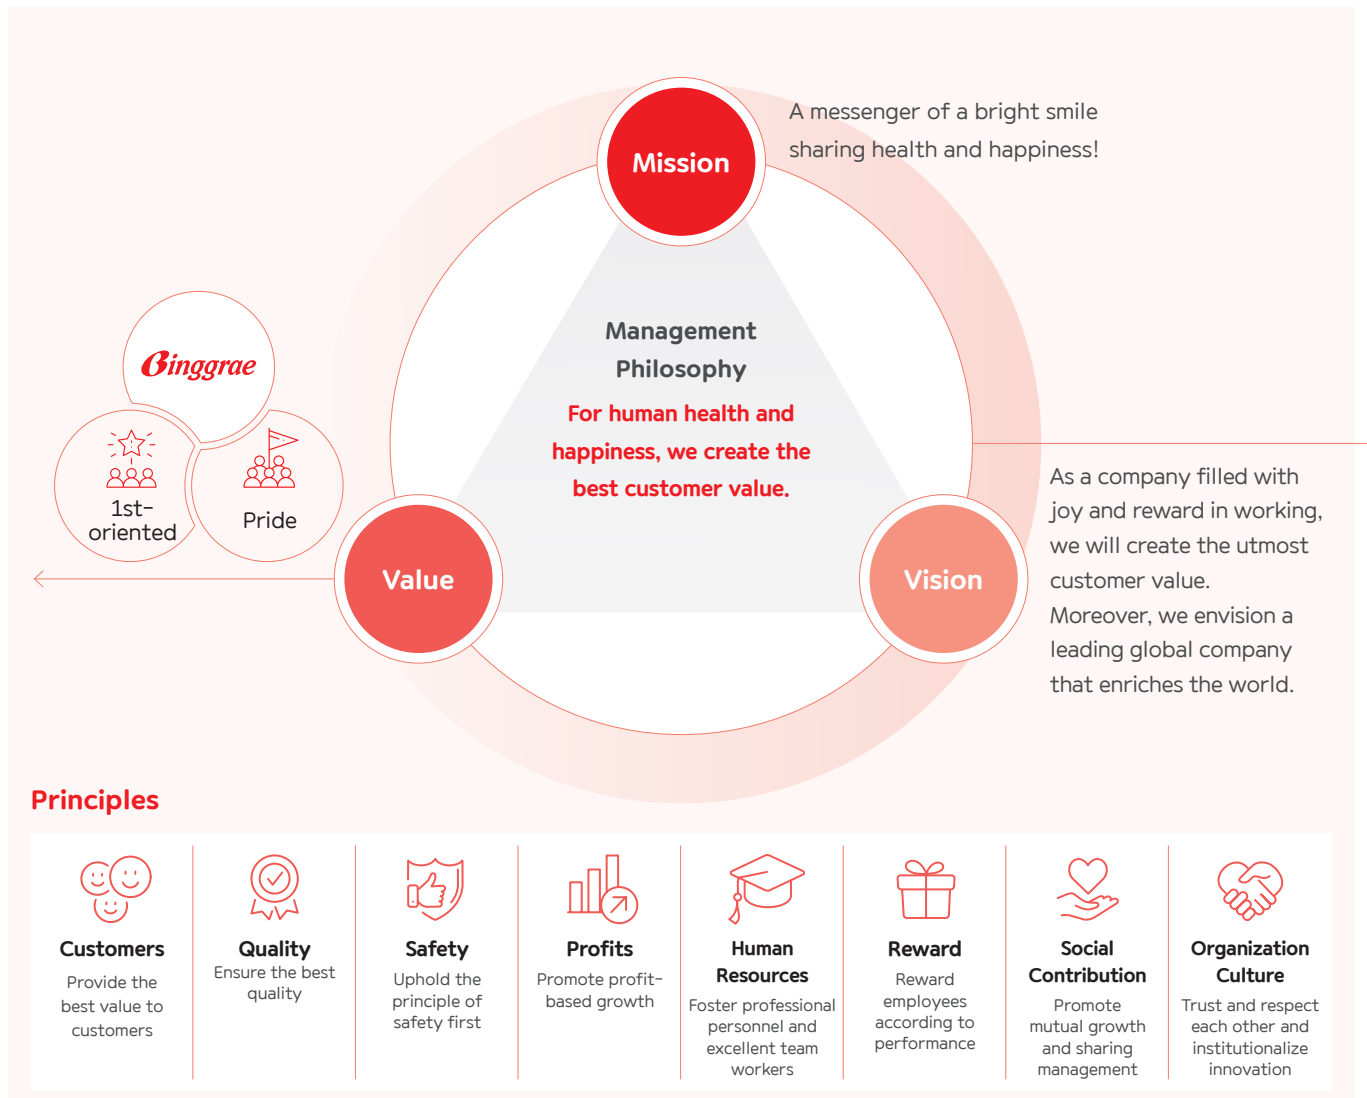 Mission
A messenger of a bright smile
sharing health and happiness!
Management
Philosophy
For human health and
happiness, we create the
best customer value.
Binggrae
1st-
oriented
Pride
Value
Vision
As a company filled with
joy and reward in working,
we will create the utmost
customer value.
Moreover, we envision a
leading global company
that enriches the world.
Principles
Customers
Provide the
best value to
customers
Quality
Ensure the best
quality
Safety
Uphold the
principle of
safety first
Profits
Promote profit-
based growth
Human
Resources
Foster professional
personnel and
excellent team
workers
Reward
Reward
employees
according to
performance
Social
Contribution
Promote
mutual growth
and sharing
management
Organization
Culture
Trust and respect
each other and
institutionalize
innovation